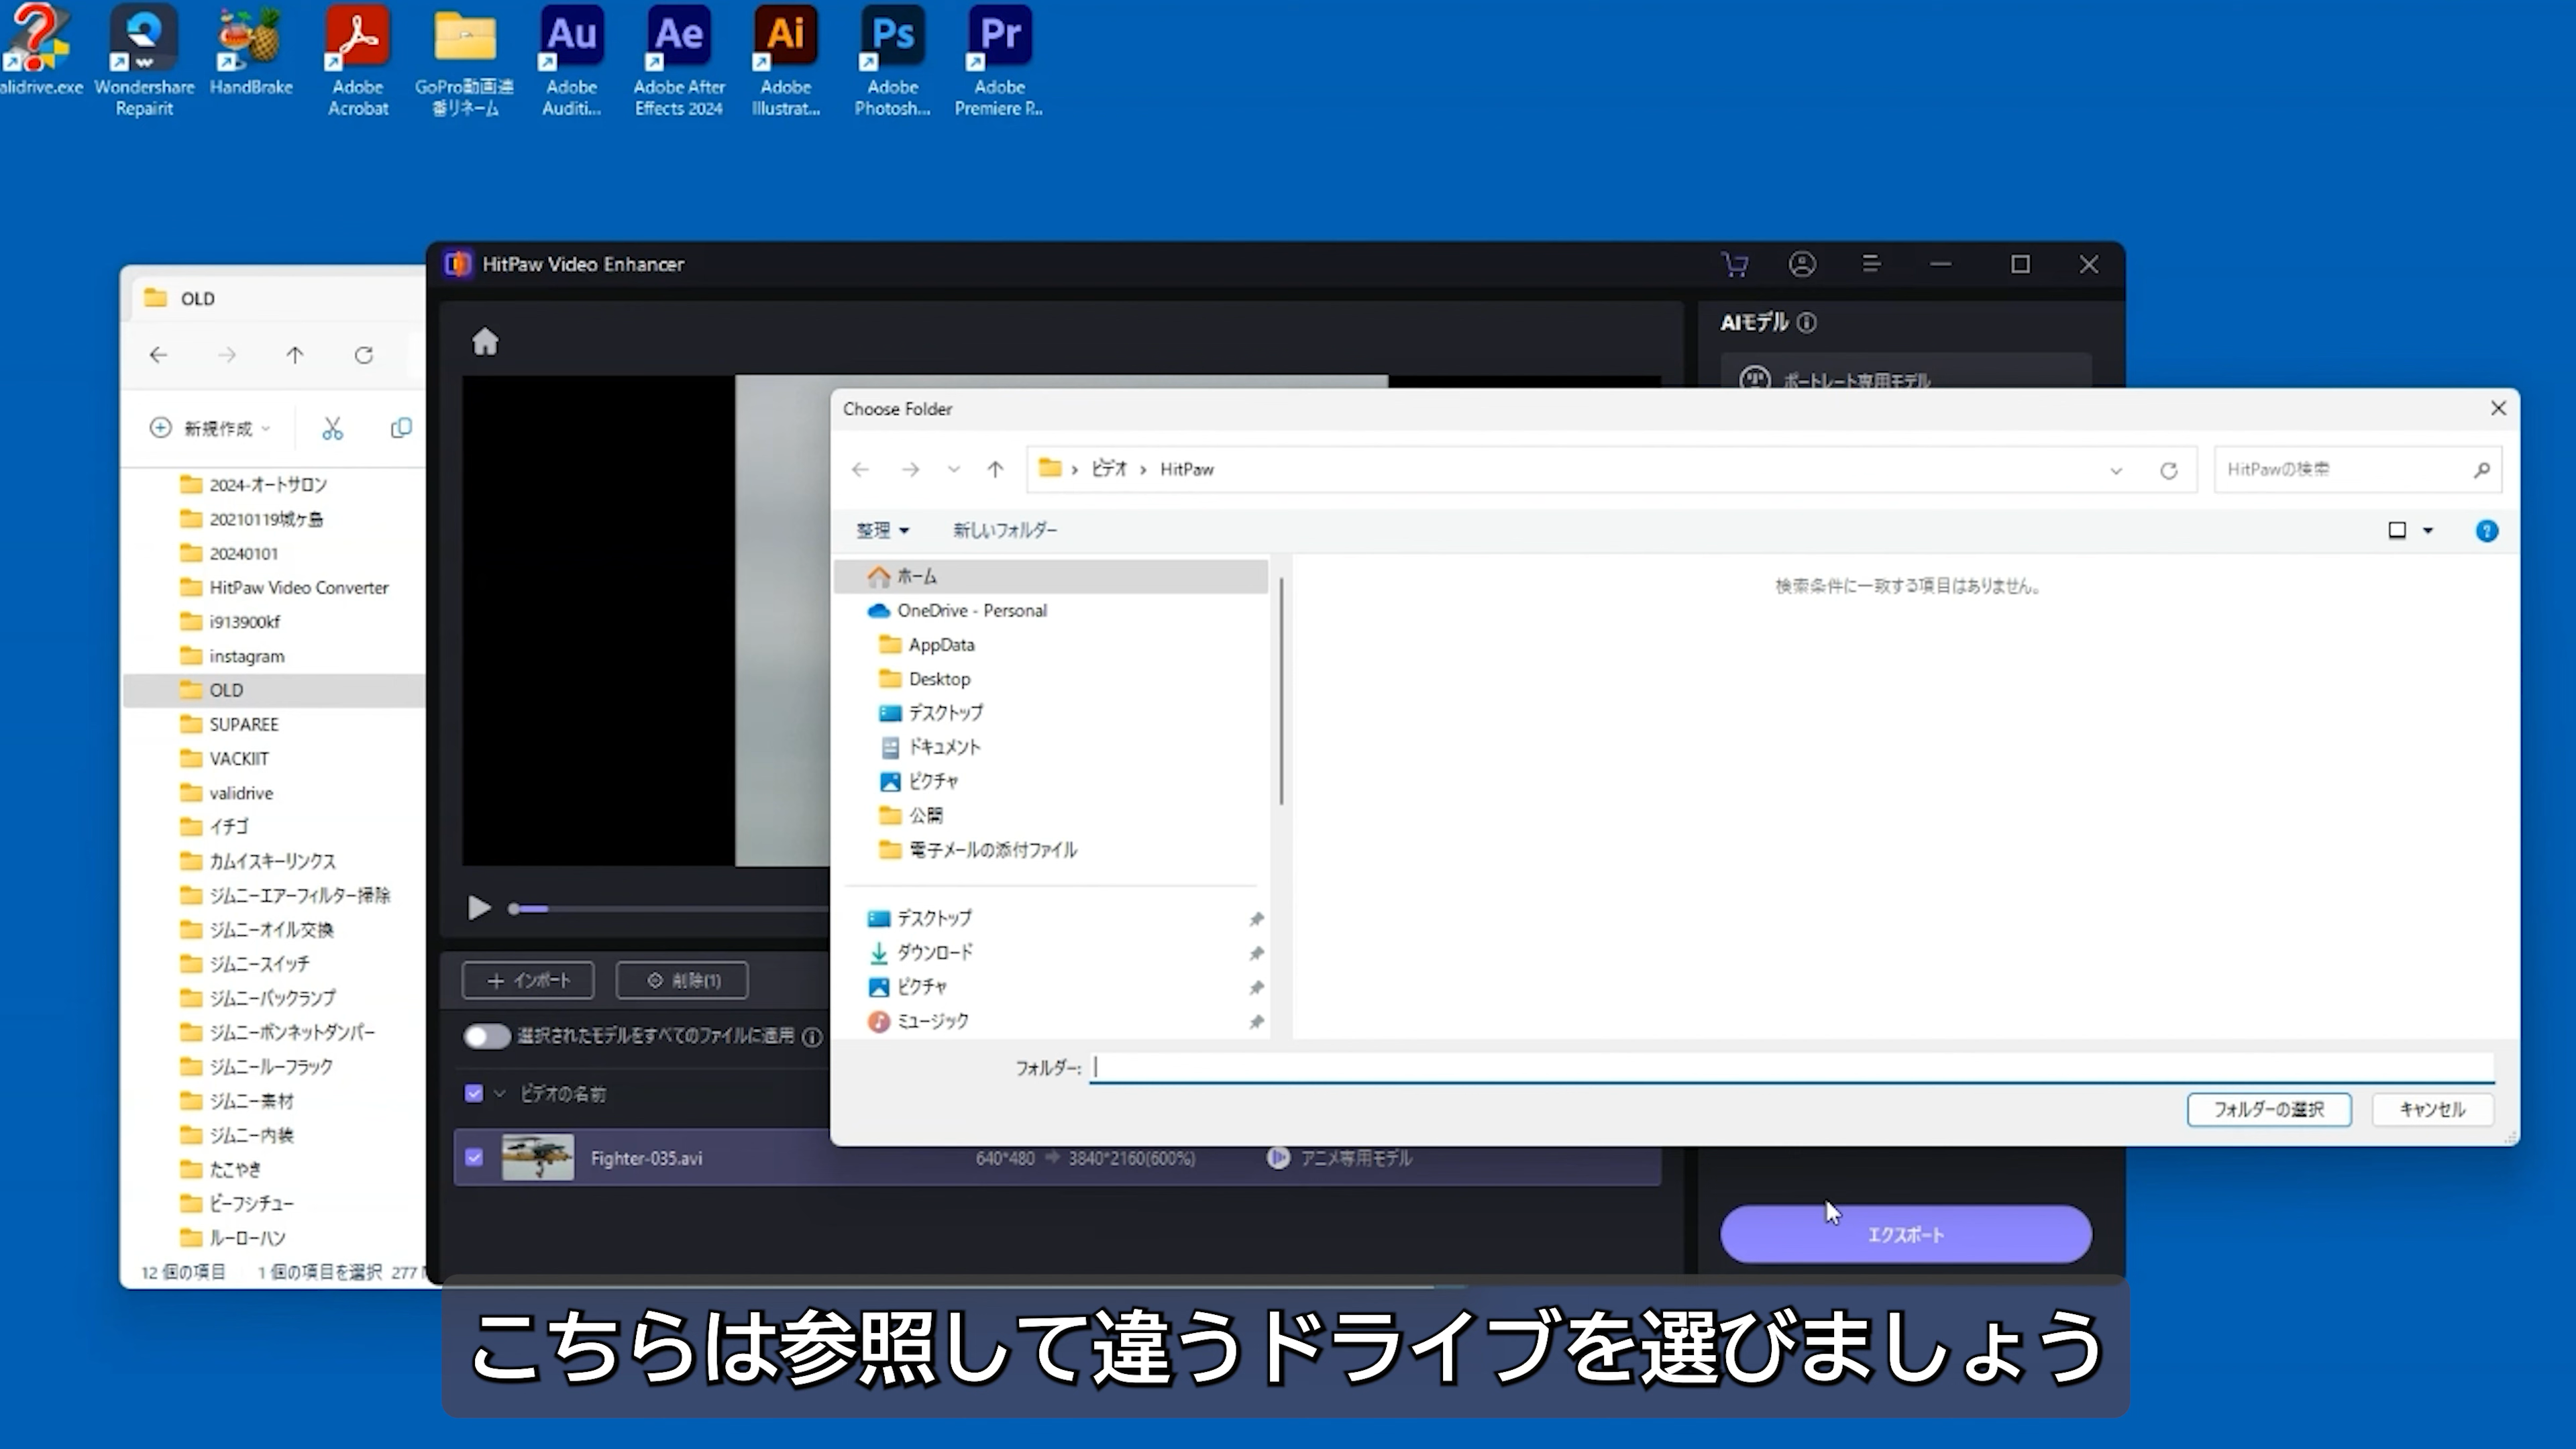 alidrive.exe
Wondershare
Repairit
HandBrake
Adobe
Acrobat
GoPro動画連
番リネーム
Au
Adobe
Auditi...
Ae
Adobe After
Effects 2024
Ai
Adobe
Illustrat...
Ps
Adobe
Photosh...
Pr
Adobe
Premiere P...
OLD
新規作成
2024-オートサロン
20210119城ヶ島
20240101
HitPaw Video Converter
i913900kf
instagram
OLD
SUPAREE
VACKIIT
validrive
イチゴ
カムイスキーリンクス
ジムニーエアーフィルター掃除
ジムニーオイル交換
ジムニースイッチ
ジムニーバックランプ
ジムニーボンネットダンパー
ジムニールーフラック
ジムニー素材
ジムニー内装
たこやき
ビーフシチュー
ルーローハン
12 個の項目 1 個の項目を選択 277
HitPaw Video Enhancer
AIモデル
ポートレート専用モデル
Choose Folder
ビデオ › HitPaw
HitPawの検索
整理
新しいフォルダー
ホーム
OneDrive - Personal
AppData
Desktop
デスクトップ
ドキュメント
ピクチャ
公開
電子メールの添付ファイル
デスクトップ
ダウンロード
ピクチャ
ミュージック
検索条件に一致する項目はありません。
フォルダー:
フォルダーの選択
キャンセル
インポート
削除(1)
選択されたモデルをすべてのファイルに適用
ビデオの名前
Fighter-035.avi
640*480
3840*2160(600%)
アニメ専用モデル
エクスポート
こちらは参照して違うドライブを選びましょう